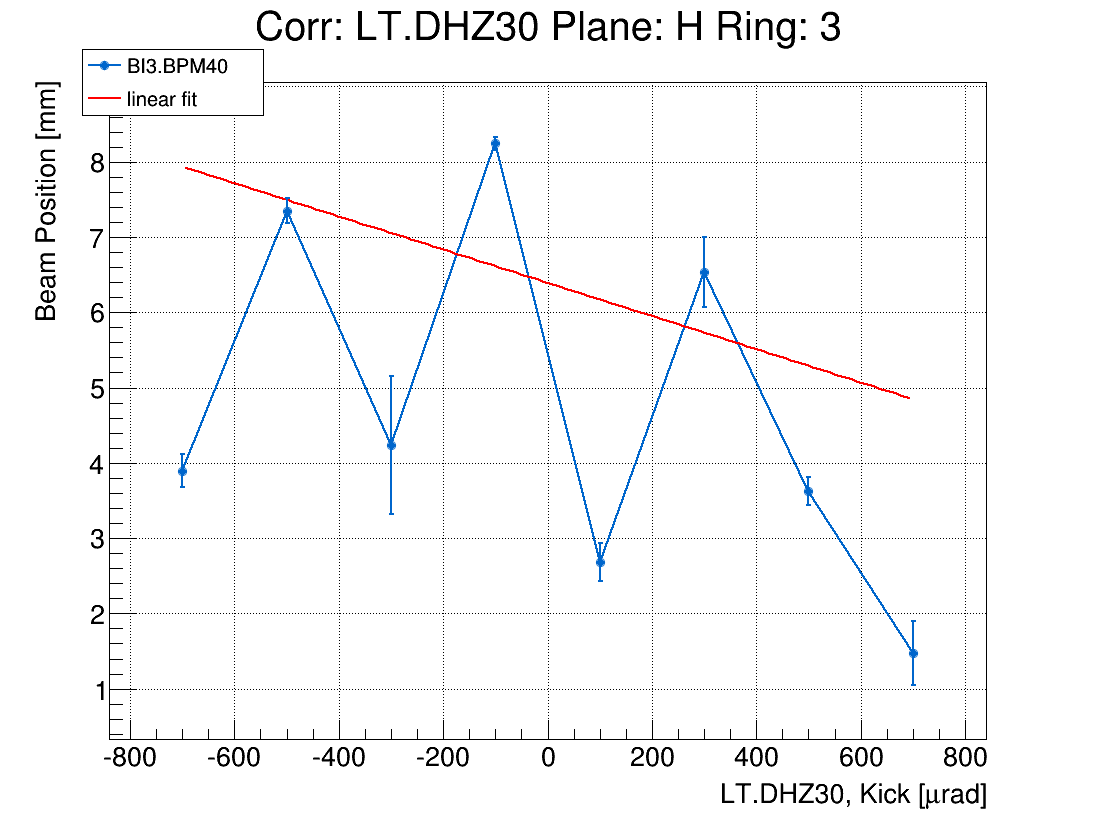 Corr: LT.DHZ30 Plane: H Ring: 3
BI3.BPM40
linear fit
Beam Position [mm]
8
7
6
5
4
3
2
1
-800 -600 -400 -200 0 200 400 600 800
LT.DHZ30, Kick [μrad]